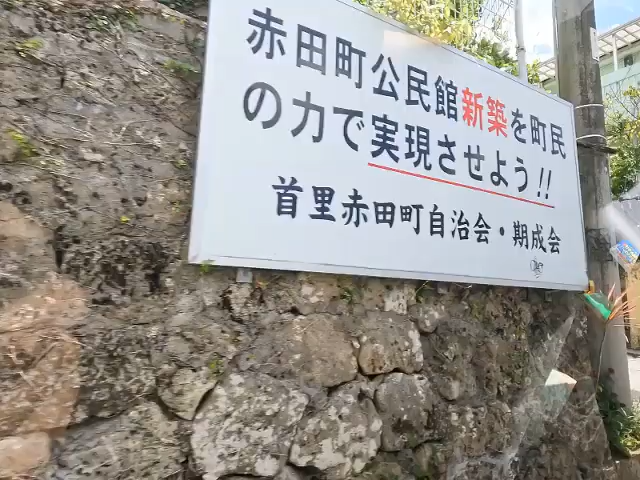 赤田町公民館新築を町民
の力で実現させよう!!
首里赤田町自治会・期成会